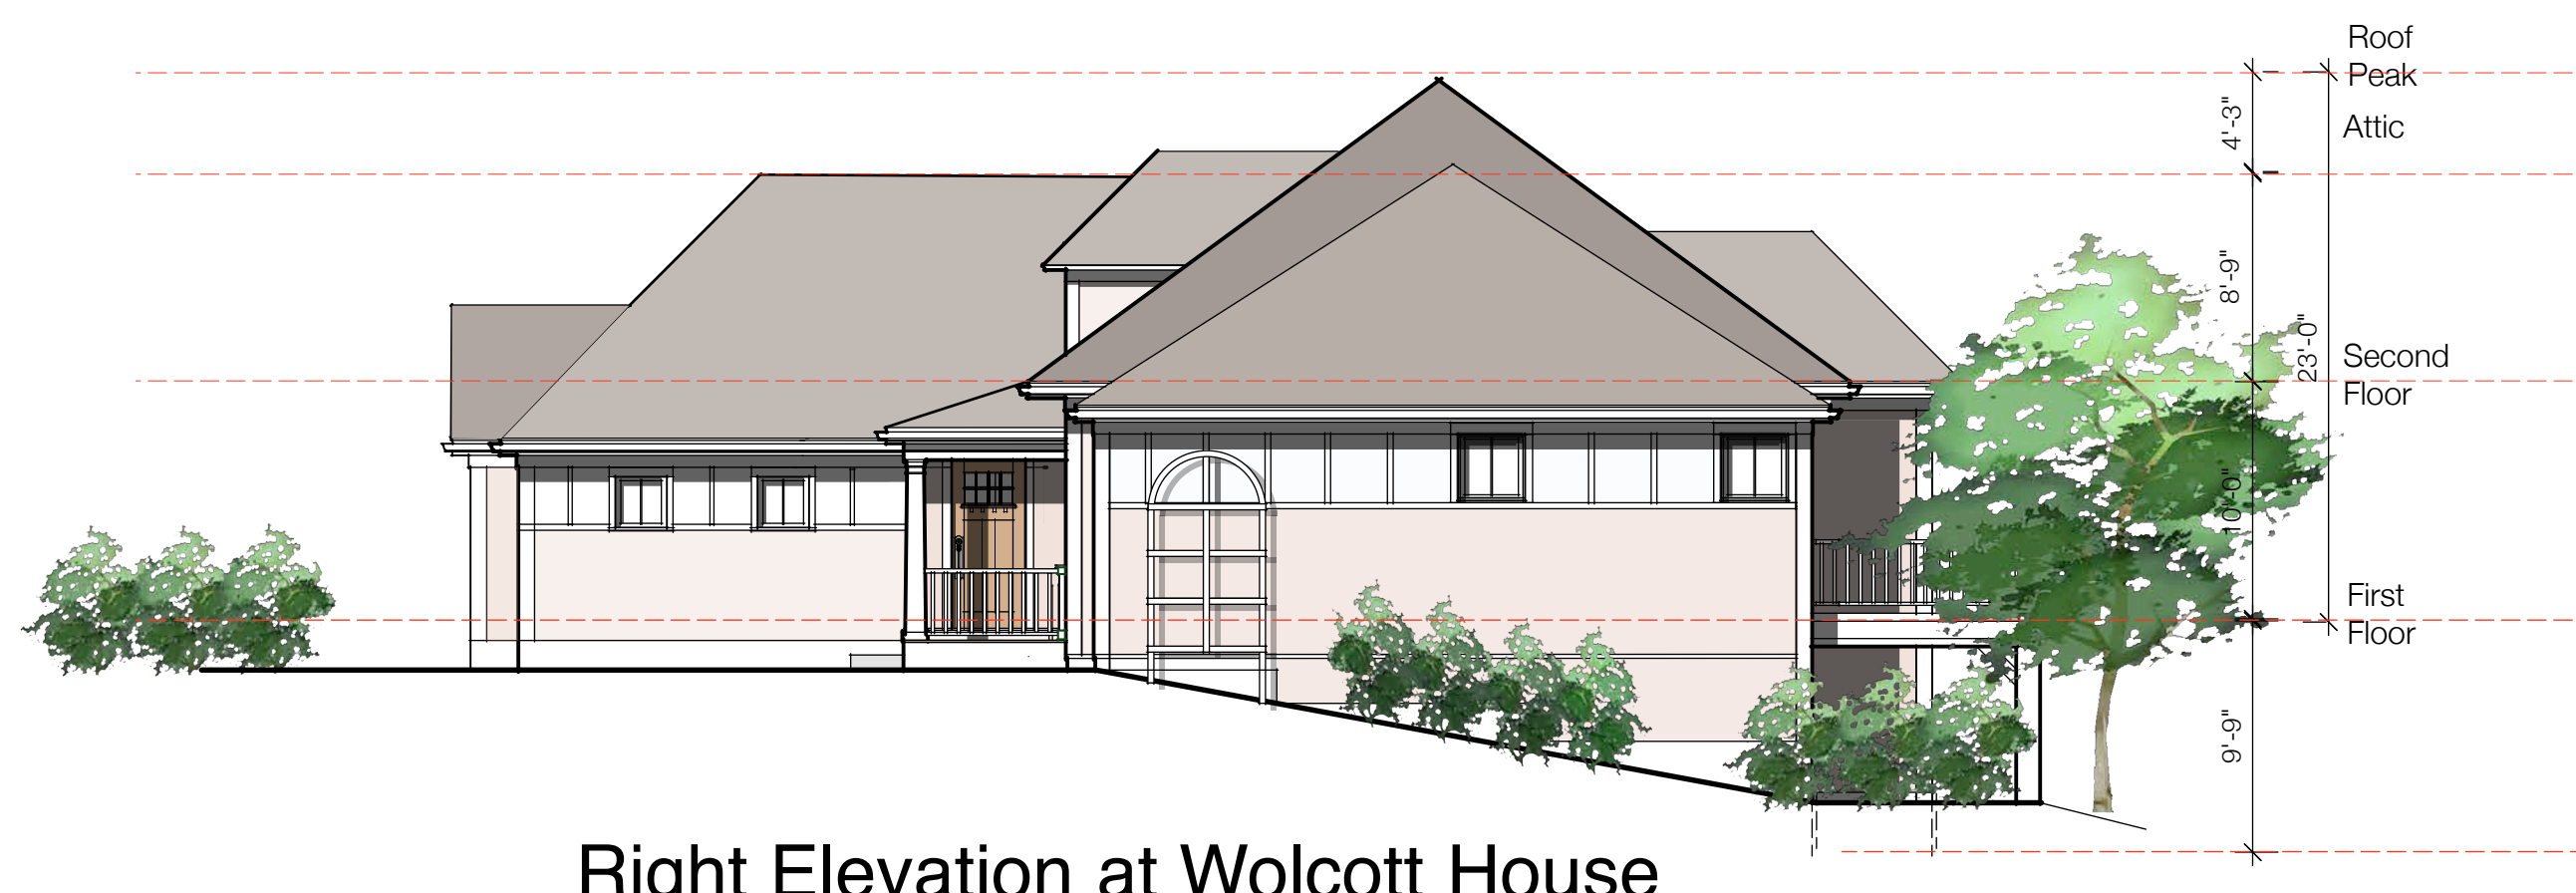 Roof
Peak
4'-3"
Attic
8'-9"
23'-0"
Second
Floor
10'-0"
First
Floor
9'-9"
Right Elevation at Wolcott House